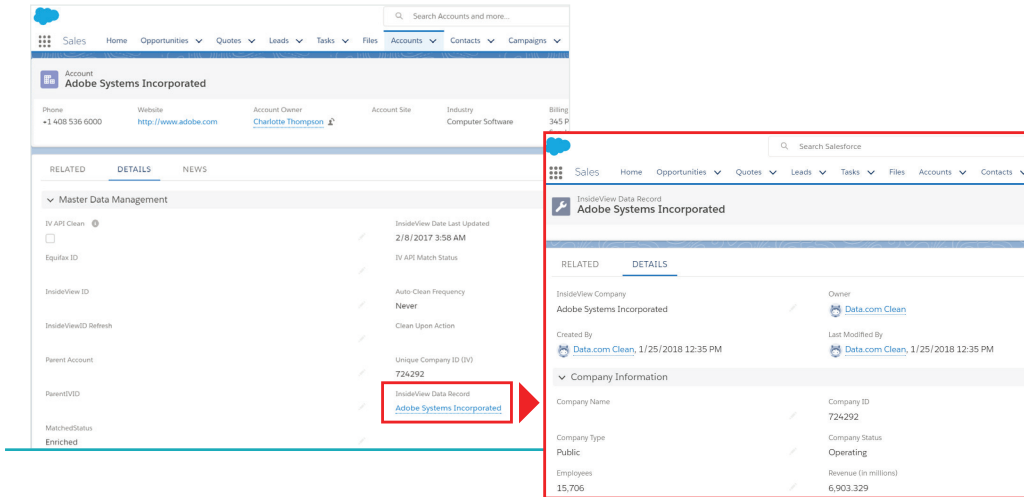 Search Accounts and more...
Sales Home Opportunities Quotes Leads Tasks Files Accounts Contacts Campaigns
Account
Adobe Systems Incorporated
Phone Website Account Owner Account Site Industry Billing
+1 408 536 6000 http://www.adobe.com Charlotte Thompson Computer Software 345 P
RELATED DETAILS NEWS
Master Data Management
IV API Clean InsideView Date Last Updated
2/8/2017 3:58 AM
Equifax ID IV API Match Status
InsideView ID Auto Clean Frequency
Never
InsideViewID Refresh Clean Upon Action
Parent Account Unique Company ID (IV)
724292
ParentIVID InsideView Data Record
Adobe Systems Incorporated
MatchedStatus
Enriched
Search Salesforce
Sales Home Opportunities Quotes Leads Tasks Files Accounts Contacts
InsideView Data Record
Adobe Systems Incorporated
RELATED DETAILS
InsideView Company Owner
Adobe Systems Incorporated Data.com Clean
Created By Last Modified By
Data.com Clean, 1/25/2018 12:35 PM Data.com Clean, 1/25/2018 12:35 PM
Company Information
Company Name Company ID
724292
Company Type Company Status
Public Operating
Employees Revenue (in millions)
15,706 6,903.329